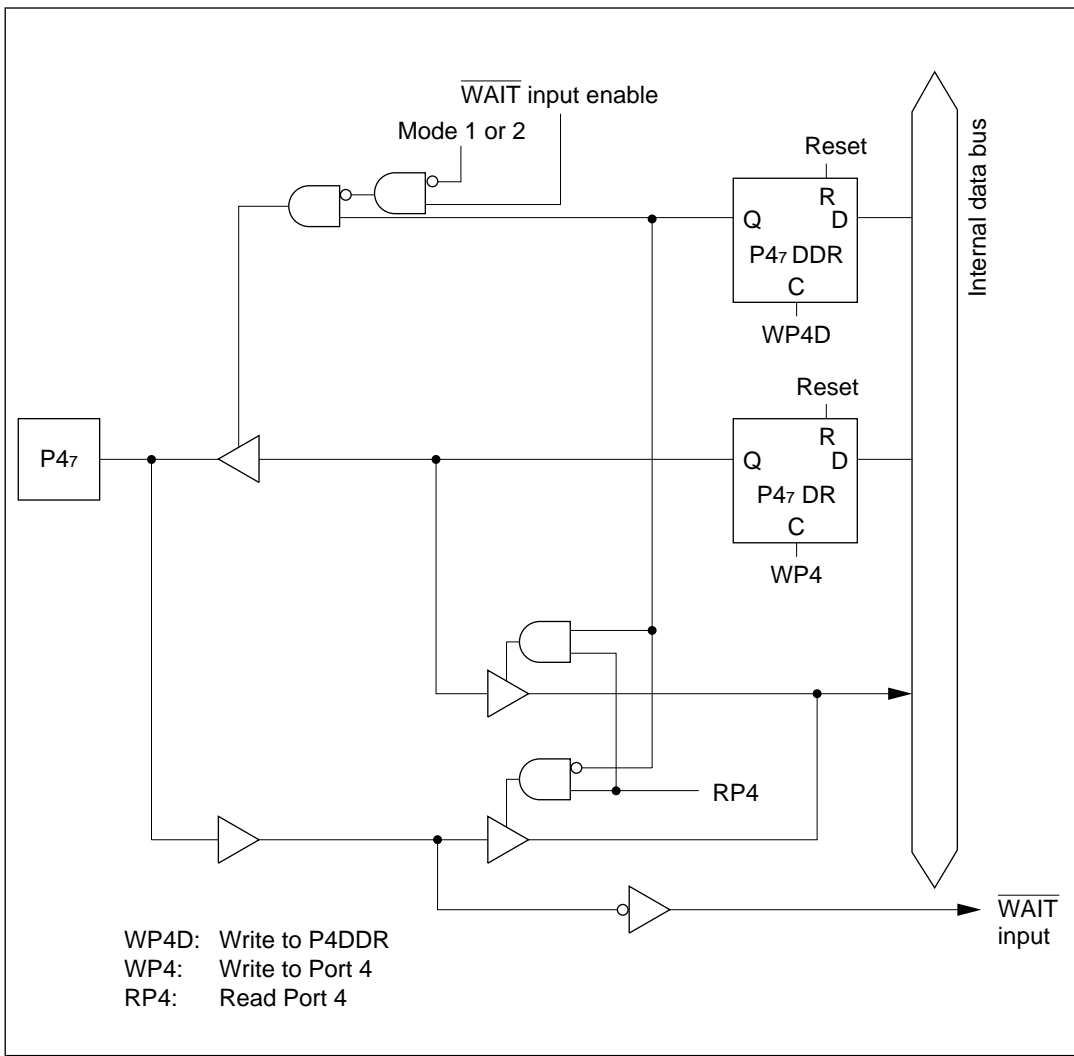 WAIT input enable
Mode 1 or 2
Reset
R
Q D
P47 DDR
C
WP4D
Internal data bus
Reset
R
Q D
P47 DR
C
WP4
P47
RP4
WAIT
input
WP4D: Write to P4DDR
WP4: Write to Port 4
RP4: Read Port 4